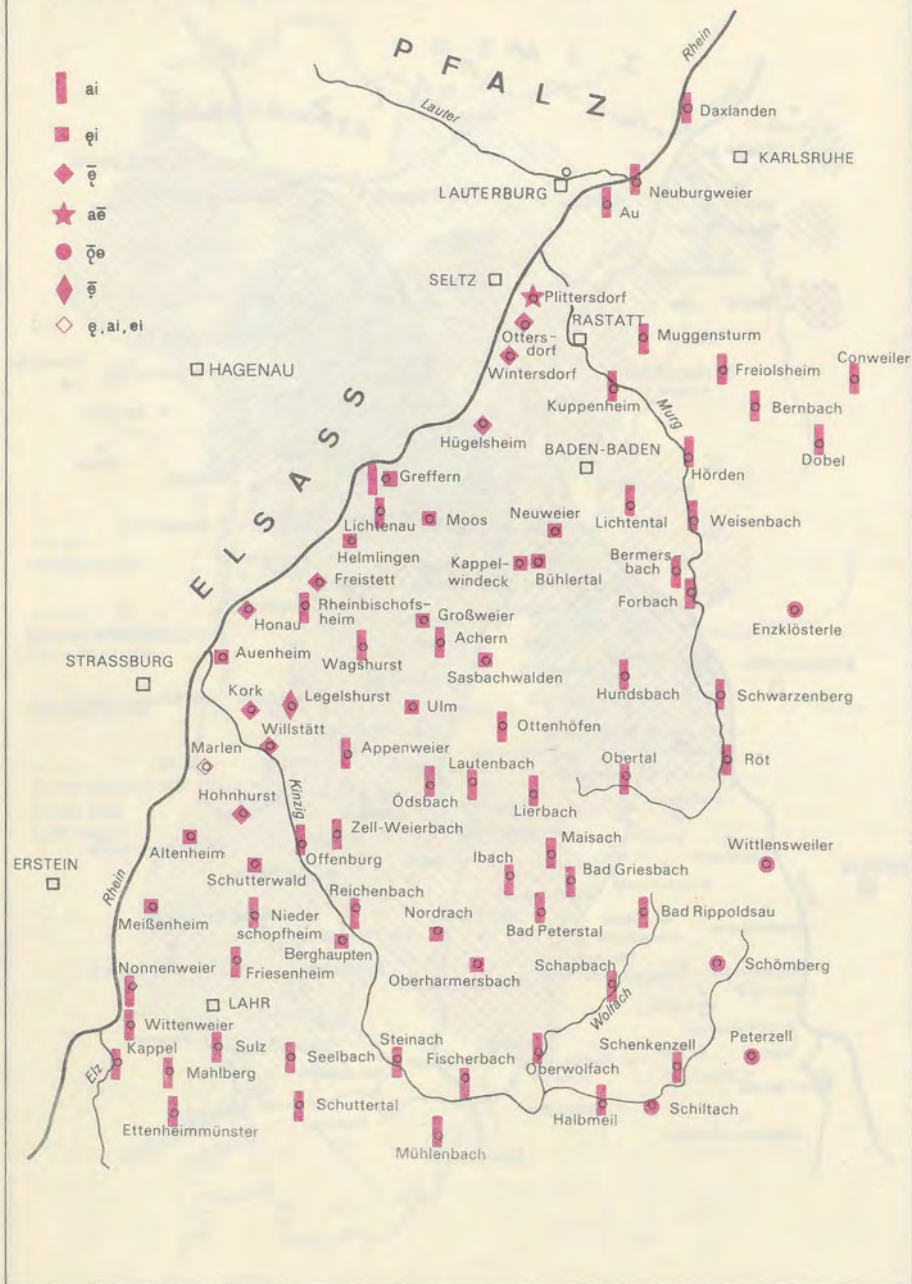 PFALZ
Rhein
ai
ęi
ę̄
aē
ǭə
ẹ̄
ę, ai, ei
Lauter
Daxlanden
KARLSRUHE
LAUTERBURG
Neuburgweier
Au
SELTZ
Plittersdorf
RASTATT
Otters-
dorf
Muggensturm
Wintersdorf
Conweiler
Freiolsheim
HAGENAU
Kuppenheim
Murg
Bernbach
ELSASS
Hügelsheim
BADEN-BADEN
Dobel
Hörden
Greffern
Lichtenau
Moos
Neuweier
Lichtental
Weisenbach
Helmlingen
Kappel-
windeck
Bühlertal
Bermers-
bach
Freistett
Forbach
Rheinbischofs-
heim
Honau
Großweier
Enzklösterle
Achern
Auenheim
Wagshurst
Sasbachwalden
STRASSBURG
Hundsbach
Schwarzenberg
Kork
Legelshurst
Ulm
Ottenhöfen
Willstätt
Marlen
Appenweier
Lautenbach
Obertal
Röt
Ödsbach
Lierbach
Hohnhurst
Kinzig
Zell-Weierbach
Maisach
Wittlensweiler
Altenheim
Offenburg
Ibach
Bad Griesbach
ERSTEIN
Rhein
Schutterwald
Reichenbach
Nordrach
Meißenheim
Nieder
schopfheim
Bad Peterstal
Bad Rippoldsau
Berghaupten
Friesenheim
Oberharmersbach
Schapbach
Schömberg
Nonnenweier
LAHR
Wolfach
Wittenweier
Steinach
Peterzell
Kappel
Sulz
Seelbach
Fischerbach
Oberwolfach
Schenkenzell
Elz
Mahlberg
Schuttertal
Halbmeil
Schiltach
Ettenheimmünster
Mühlenbach